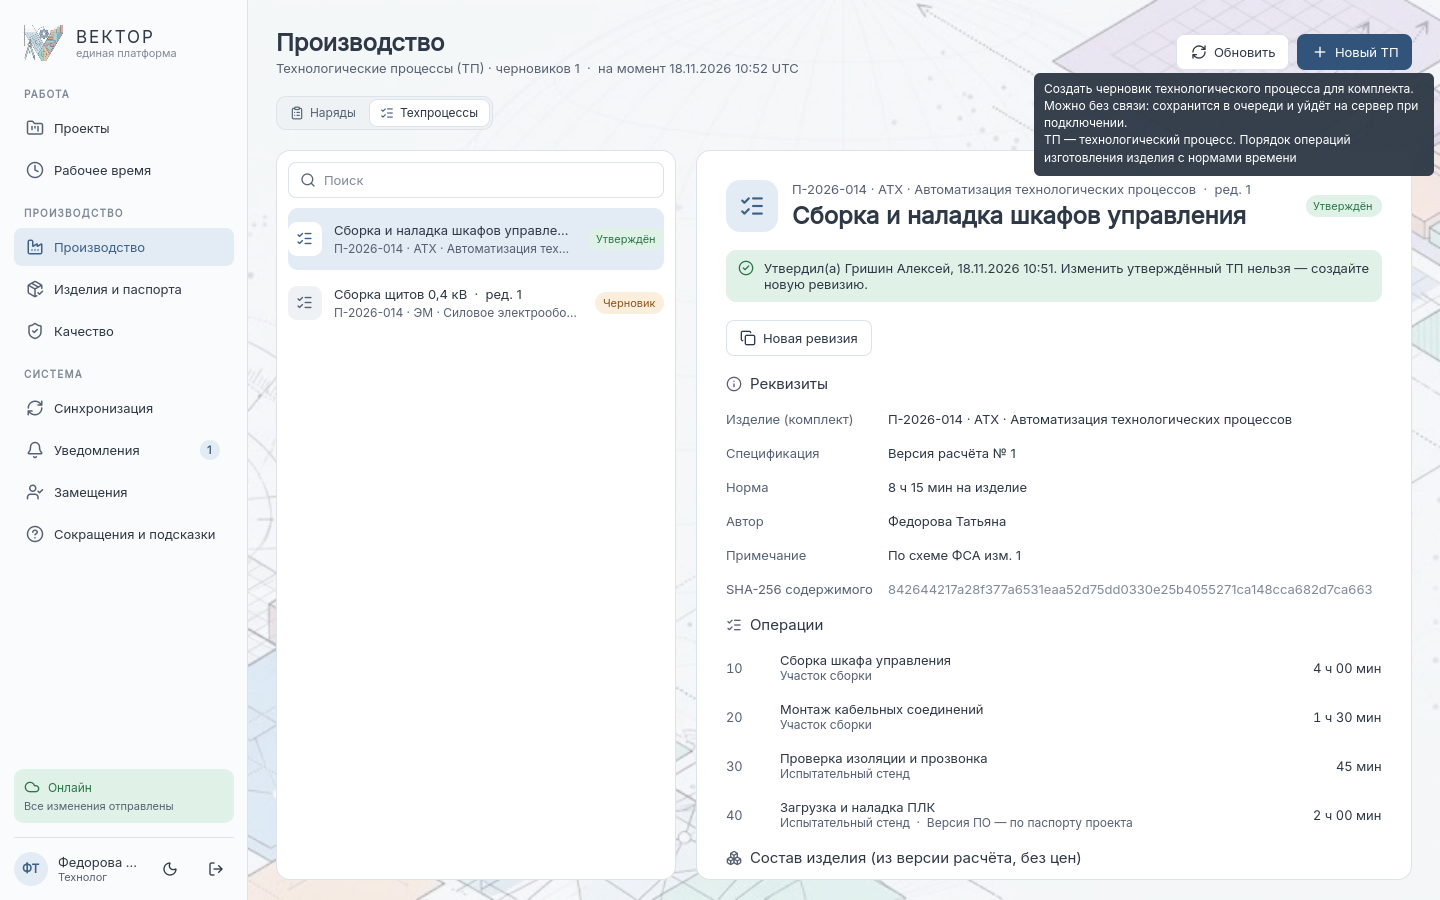 ВЕКТОР
единая платформа
РАБОТА
Проекты
Рабочее время
ПРОИЗВОДСТВО
Производство
Изделия и паспорта
Качество
СИСТЕМА
Синхронизация
Уведомления
1
Замещения
Сокращения и подсказки
Онлайн
Все изменения отправлены
ФТ
Федорова ...
Технолог
Производство
Технологические процессы (ТП) · черновиков 1 · на момент 18.11.2026 10:52 UTC
Обновить
Новый ТП
Создать черновик технологического процесса для комплекта.
Можно без связи: сохранится в очереди и уйдёт на сервер при
подключении.
ТП — технологический процесс. Порядок операций
изготовления изделия с нормами времени
Наряды
Техпроцессы
Поиск
Сборка и наладка шкафов управле...
П-2026-014 · АТХ · Автоматизация тех...
Утверждён
Сборка щитов 0,4 кВ · ред. 1
П-2026-014 · ЭМ · Силовое электрообо...
Черновик
П-2026-014 · АТХ · Автоматизация технологических процессов · ред. 1
Сборка и наладка шкафов управления
Утверждён
Утвердил(а) Гришин Алексей, 18.11.2026 10:51. Изменить утверждённый ТП нельзя — создайте
новую ревизию.
Новая ревизия
Реквизиты
Изделие (комплект) П-2026-014 · АТХ · Автоматизация технологических процессов
Спецификация Версия расчёта № 1
Норма 8 ч 15 мин на изделие
Автор Федорова Татьяна
Примечание По схеме ФСА изм. 1
SHA-256 содержимого 842644217a28f377a6531eaa52d75dd0330e25b4055271ca148cca682d7ca663
Операции
10 Сборка шкафа управления 4 ч 00 мин
Участок сборки
20 Монтаж кабельных соединений 1 ч 30 мин
Участок сборки
30 Проверка изоляции и прозвонка 45 мин
Испытательный стенд
40 Загрузка и наладка ПЛК 2 ч 00 мин
Испытательный стенд · Версия ПО — по паспорту проекта
Состав изделия (из версии расчёта, без цен)